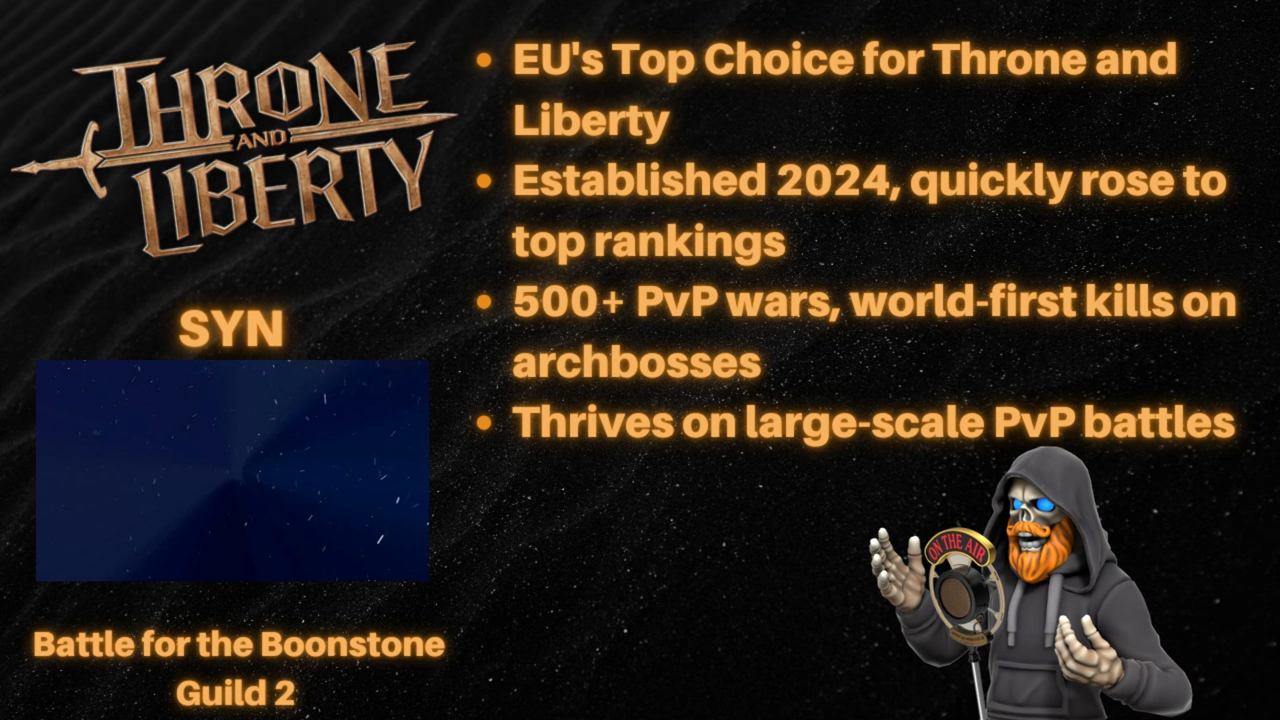 THRONE
AND
LIBERTY
SYN
Battle for the Boonstone
Guild 2
• EU's Top Choice for Throne and
Liberty
• Established 2024, quickly rose to
top rankings
• 500+ PvP wars, world-first kills on
archbosses
• Thrives on large-scale PvP battles
ON THE AIR